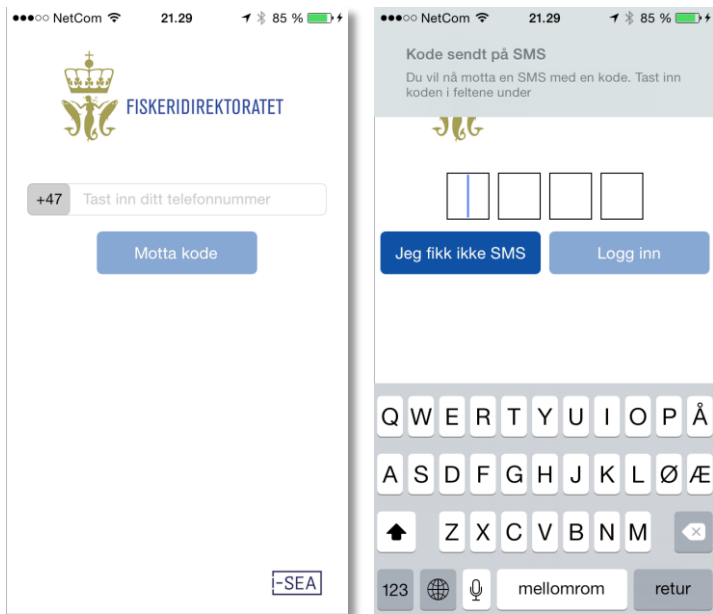 NetCom 21.29 85 %
FISKERIDIREKTORATET
+47 Tast inn ditt telefonnummer
Motta kode
i-SEA
NetCom 21.29 85 %
Kode sendt på SMS
Du vil nå motta en SMS med en kode. Tast inn
koden i feltene under
Jeg fikk ikke SMS Logg inn
Q W E R T Y U I O P Å
A S D F G H J K L Ø Æ
Z X C V B N M
123 mellomrom retur